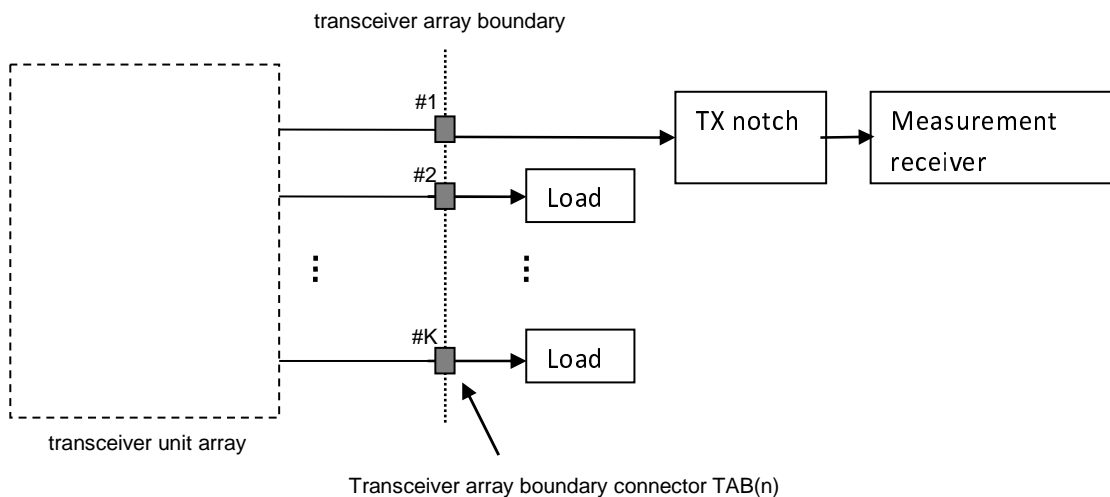 transceiver array boundary
#1
TX notch
Measurement
receiver
#2
Load
#K
Load
transceiver unit array
Transceiver array boundary connector TAB(n)